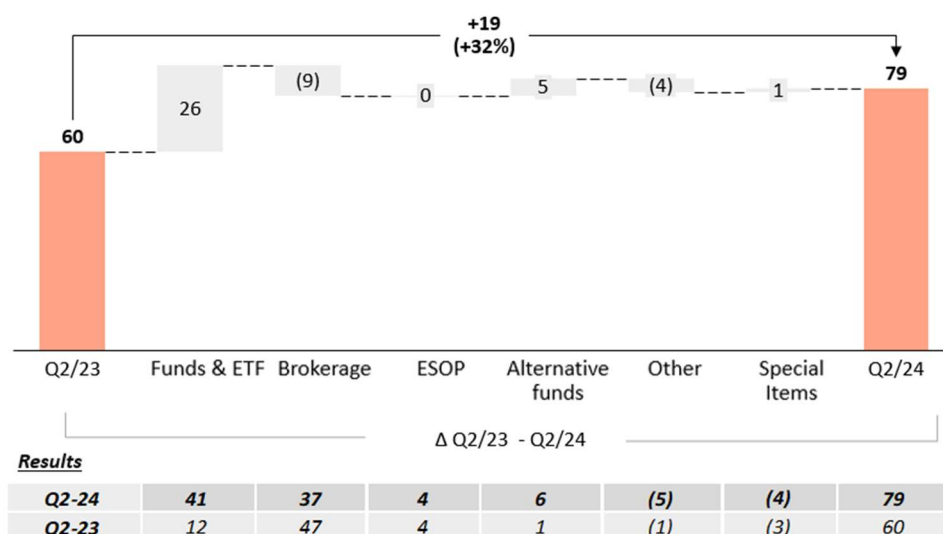 +19
(+32%)
60
26
(9)
0
5
(4)
1
79
Q2/23 Funds & ETF Brokerage ESOP Alternative funds Other Special Items Q2/24
Δ Q2/23 - Q2/24
Results
Q2-24 41 37 4 6 (5) (4) 79
Q2-23 12 47 4 1 (1) (3) 60